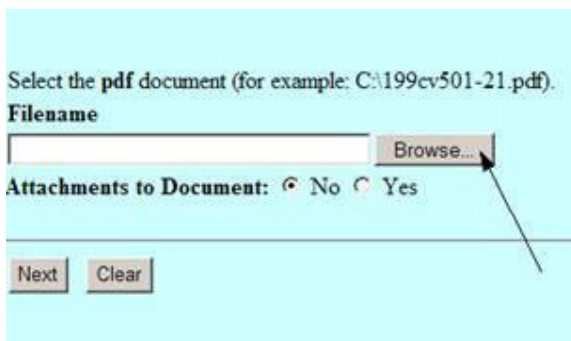 Select the pdf document (for example: C:\199cv501-21.pdf).
Filename
Browse...
Attachments to Document: No Yes
Next Clear